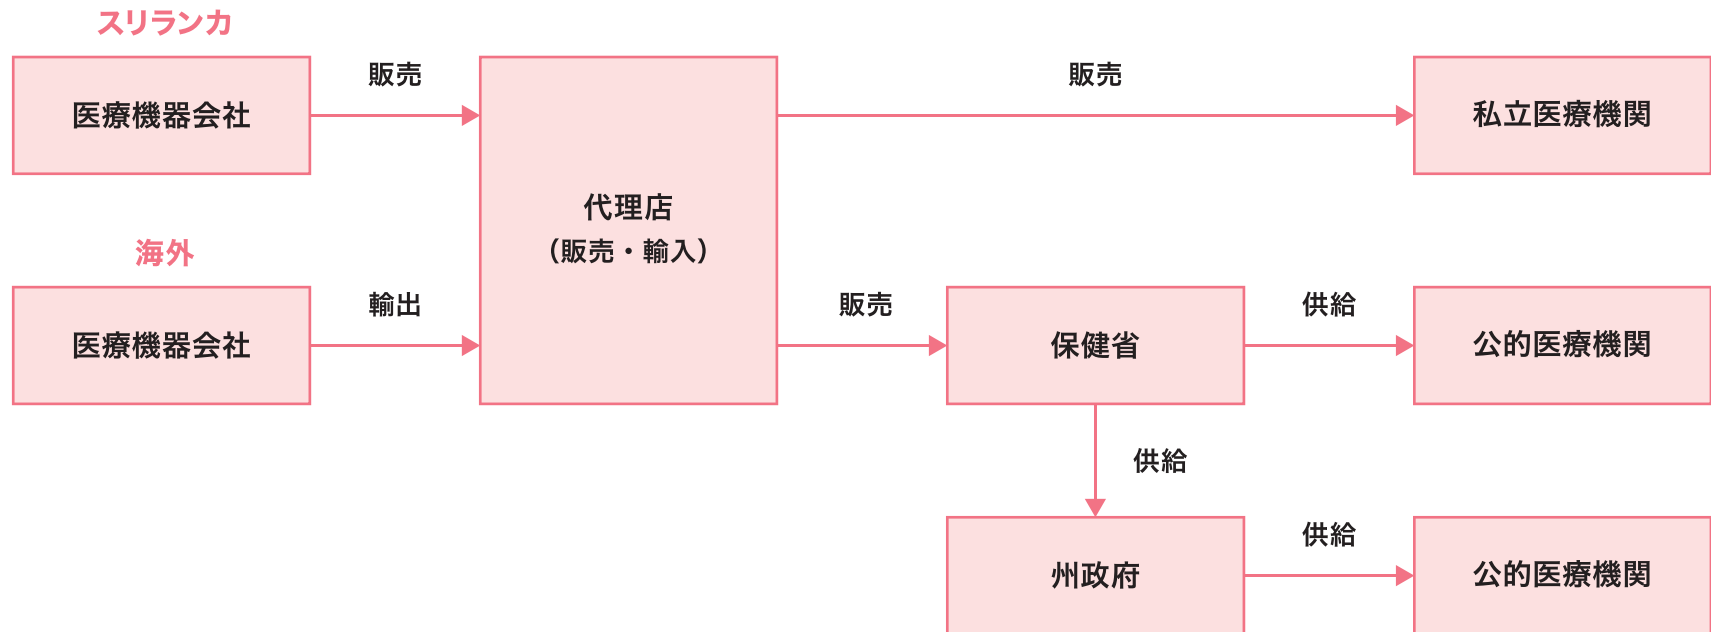 スリランカ
医療機器会社
販売
代理店
（販売・輸入）
販売
私立医療機関
海外
医療機器会社
輸出
販売
保健省
供給
公的医療機関
供給
州政府
供給
公的医療機関